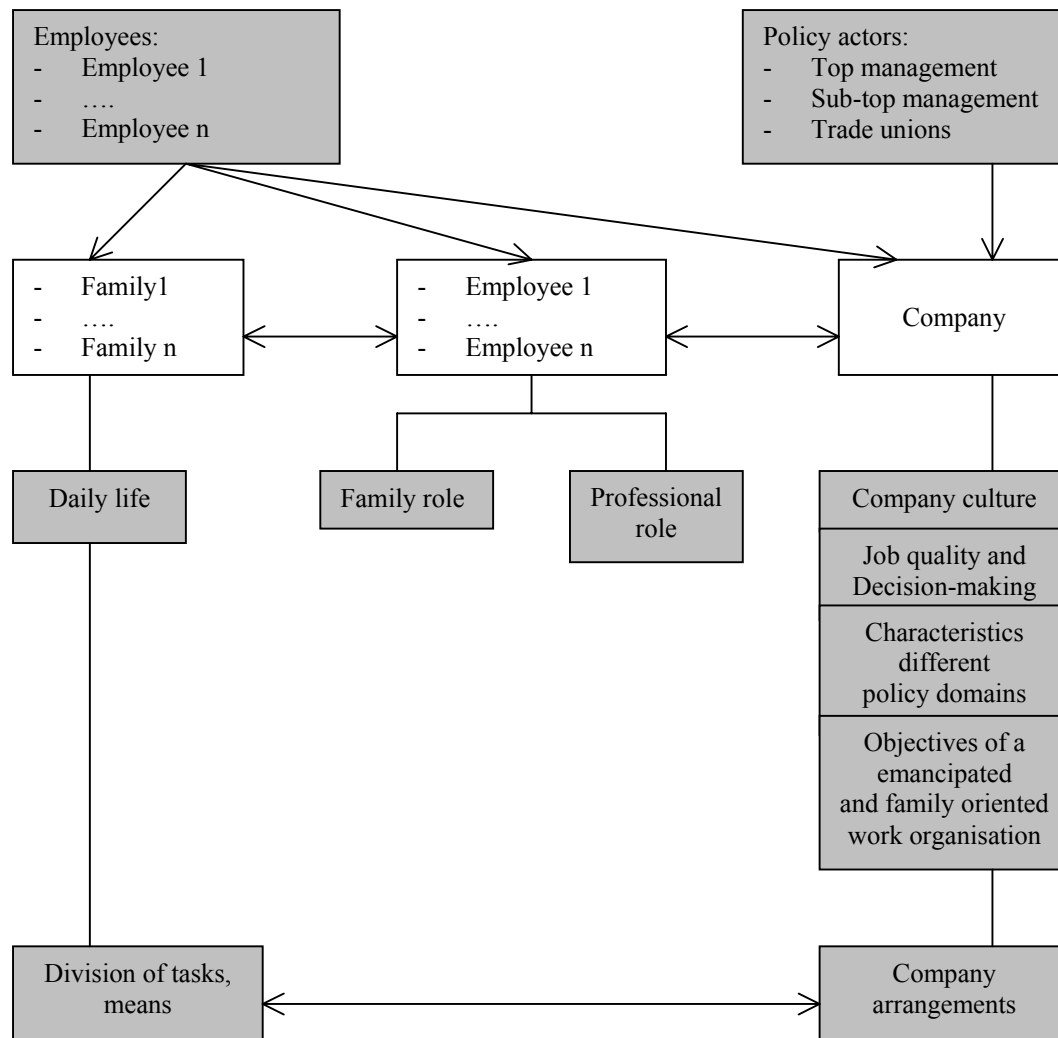 Employees:
- Employee 1
- ….
- Employee n
Policy actors:
- Top management
- Sub-top management
- Trade unions
- Family1
- ….
- Family n
- Employee 1
- ….
- Employee n
Company
Daily life
Family role
Professional
role
Company culture
Job quality and
Decision-making
Characteristics
different
policy domains
Objectives of a
emancipated
and family oriented
work organisation
Division of tasks,
means
Company
arrangements